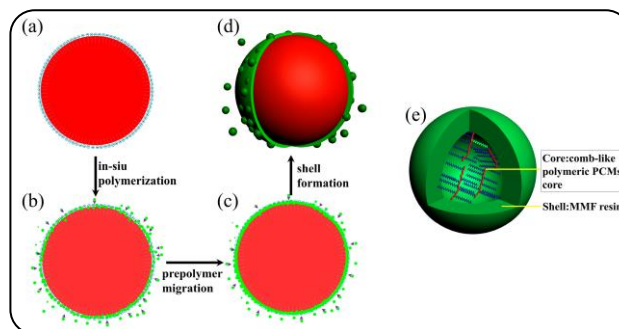 (a)
(d)
in-siu
polymerization
shell
formation
(b)
(c)
prepolymer
migration
(e)
Core:comb-like
polymeric PCMs
core
Shell:MMF resin